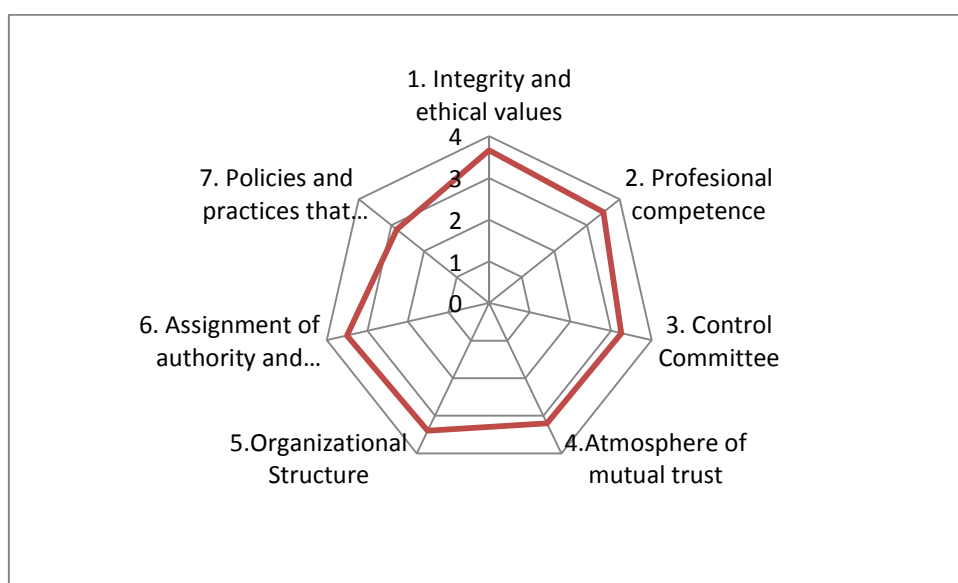 1. Integrity and
ethical values
2. Profesional
competence
3. Control
Committee
4.Atmosphere of
mutual trust
5.Organizational
Structure
6. Assignment of
authority and…
7. Policies and
practices that…
4
3
2
1
0